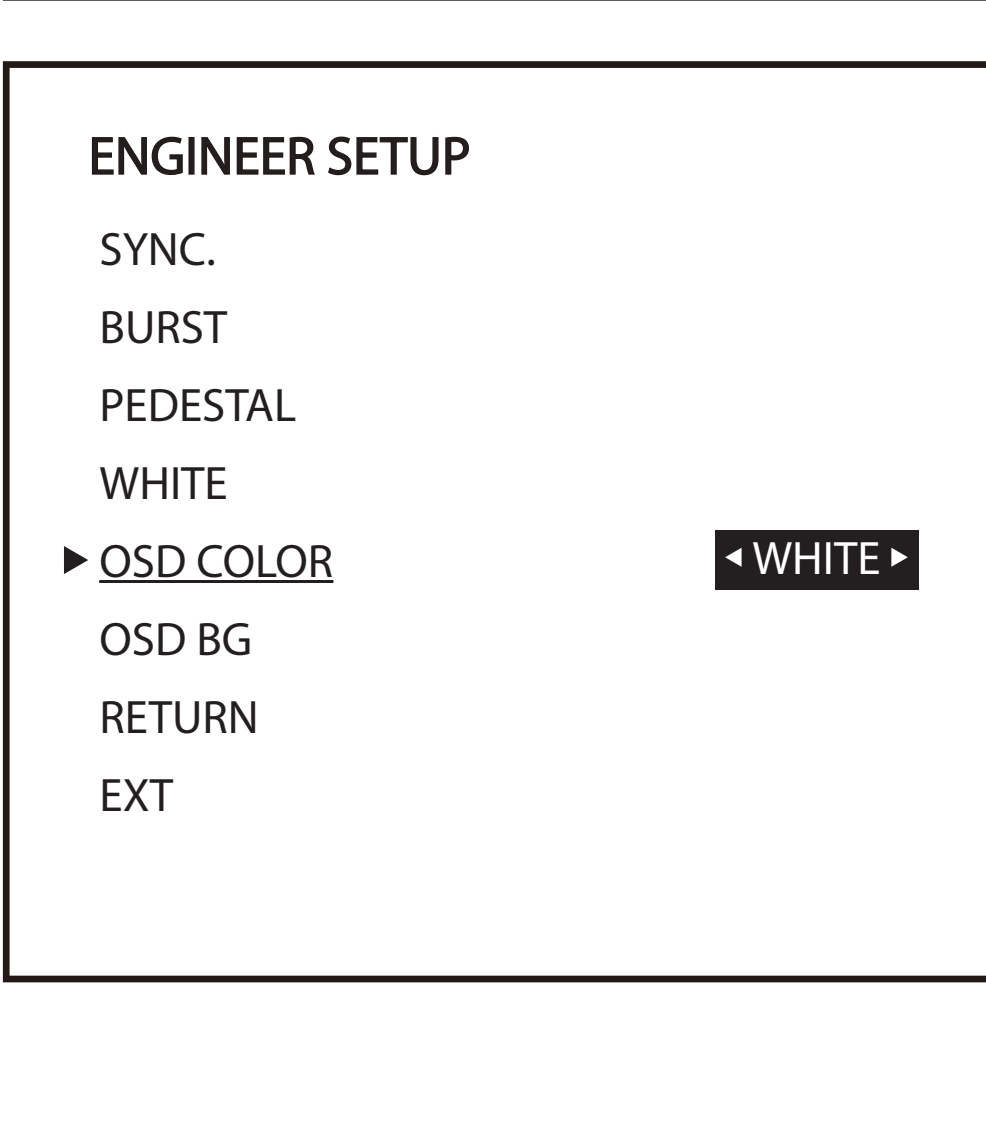 ENGINEER SETUP
SYNC.
BURST
PEDESTAL
WHITE
▶ OSD COLOR ◀ WHITE ▶
OSD BG
RETURN
EXT